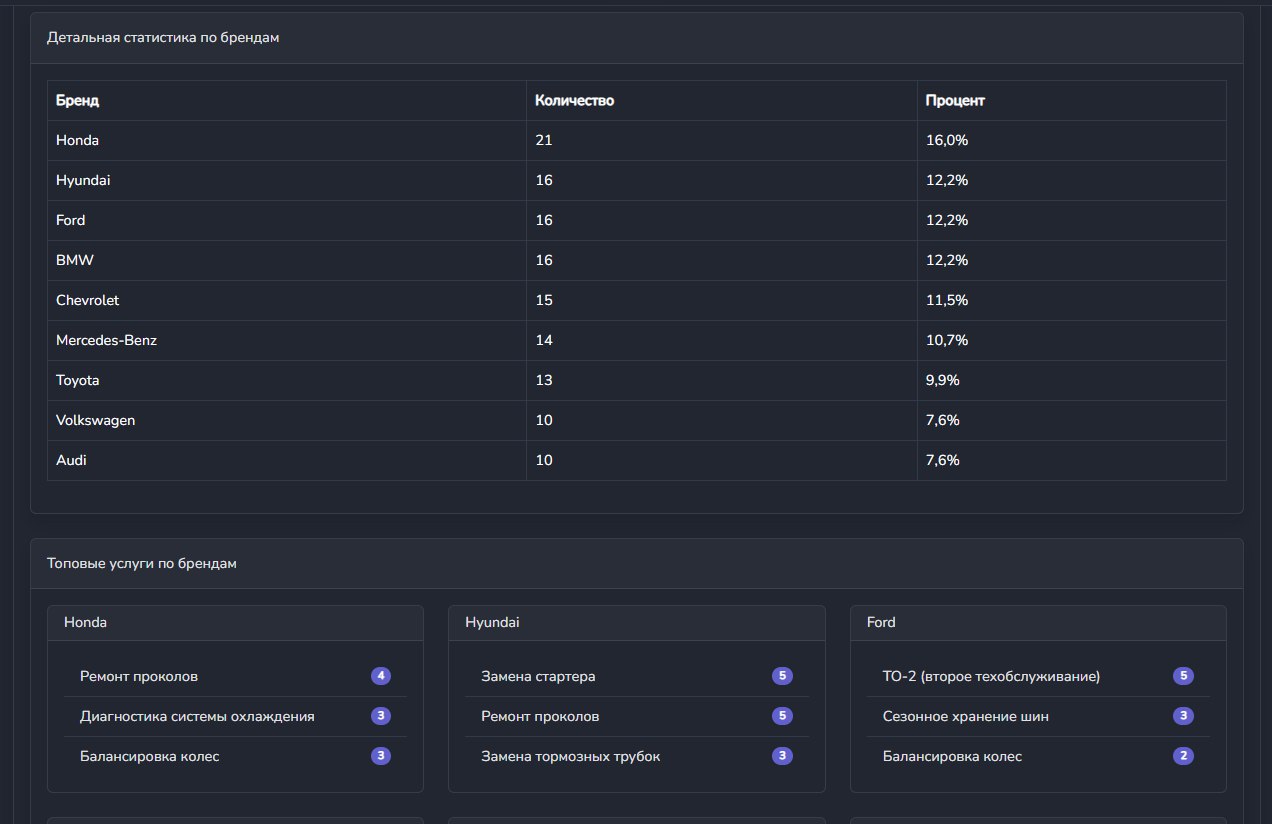 Детальная статистика по брендам
Бренд Количество Процент
Honda 21 16,0%
Hyundai 16 12,2%
Ford 16 12,2%
BMW 16 12,2%
Chevrolet 15 11,5%
Mercedes-Benz 14 10,7%
Toyota 13 9,9%
Volkswagen 10 7,6%
Audi 10 7,6%
Топовые услуги по брендам
Honda
Ремонт проколов 4
Диагностика системы охлаждения 3
Балансировка колес 3
Hyundai
Замена стартера 5
Ремонт проколов 5
Замена тормозных трубок 3
Ford
ТО-2 (второе техобслуживание) 5
Сезонное хранение шин 3
Балансировка колес 2